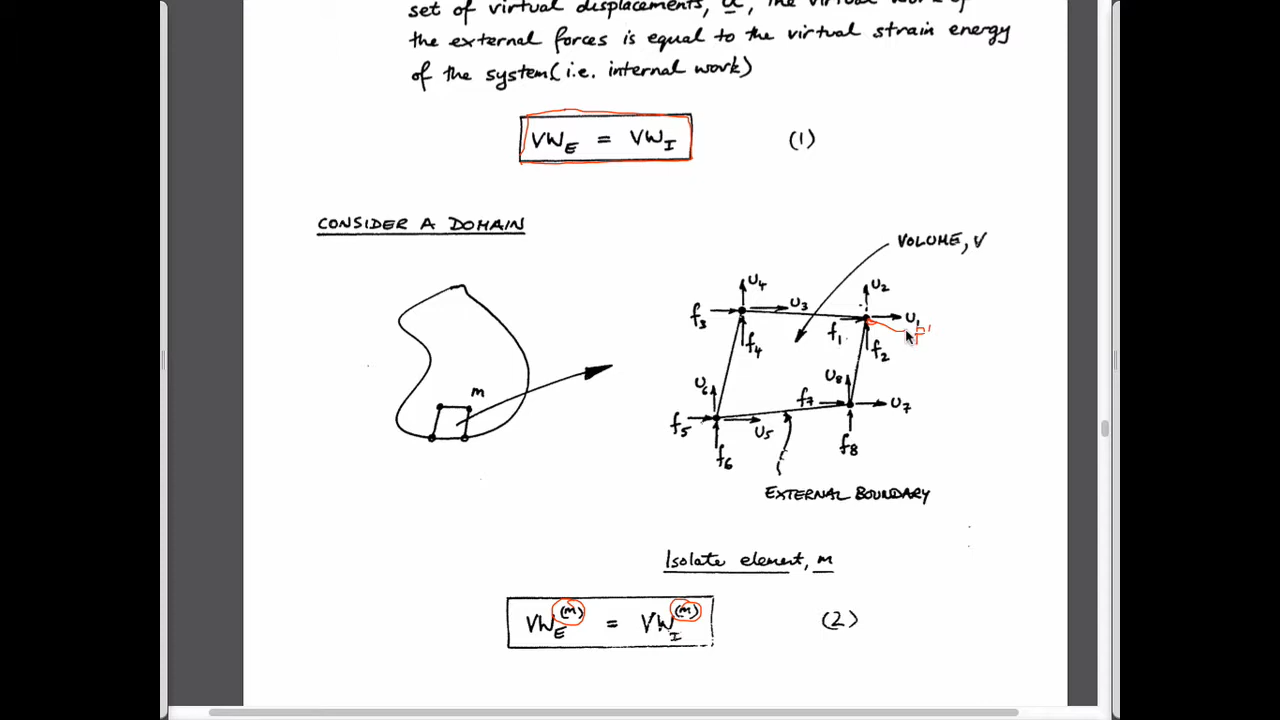 set of virtual displacements, u, the virtual work of
the external forces is equal to the virtual strain energy
of the system (i.e. internal work)
VW_E = VW_I (1)
CONSIDER A DOMAIN
VOLUME, V
U4 U2
f3 U3 U1
f1
f4 f2
m
U6 U8
f7 U7
f5 U5
f6 f8
EXTERNAL BOUNDARY
Isolate element, m
VW_E^(m) = VW_I^(m) (2)